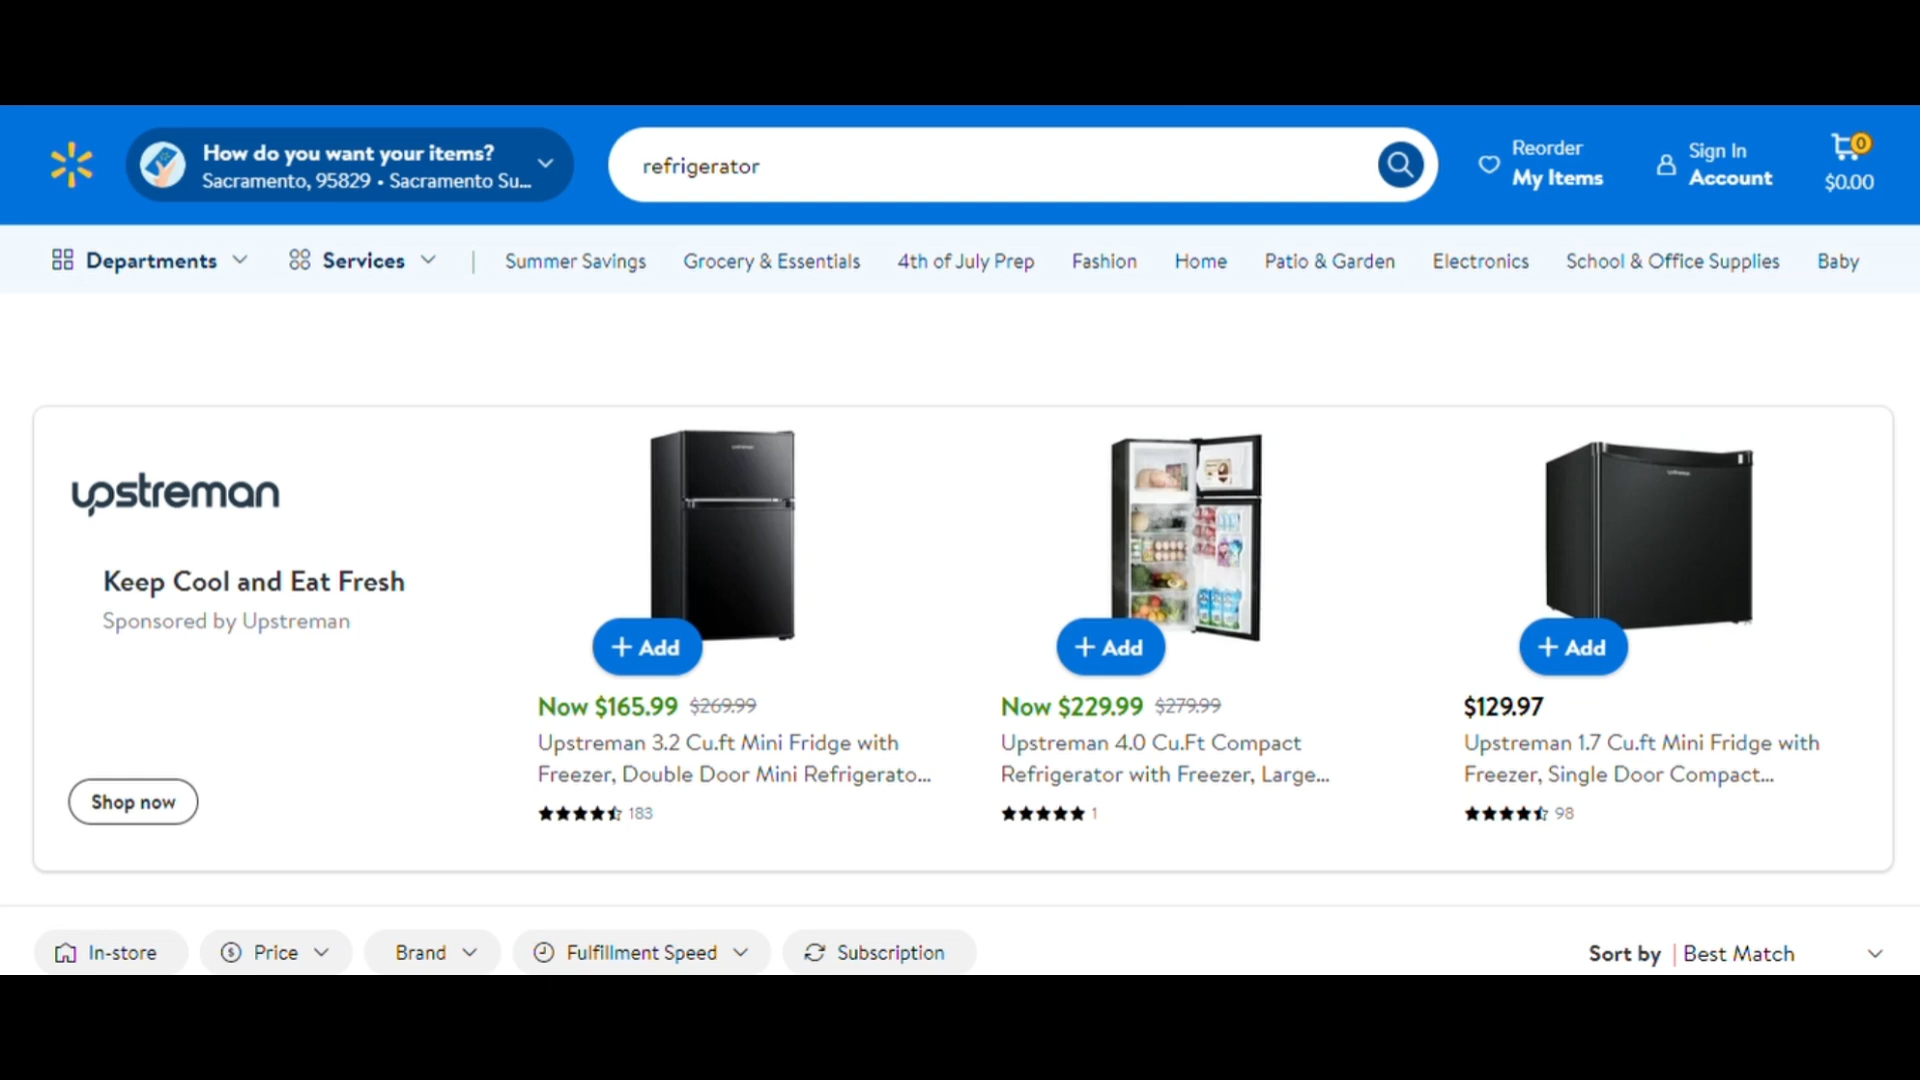 How do you want your items?
Sacramento, 95829 • Sacramento Su...
refrigerator
Reorder
My Items
Sign In
Account
0
$0.00
Departments
Services
Summer Savings
Grocery & Essentials
4th of July Prep
Fashion
Home
Patio & Garden
Electronics
School & Office Supplies
Baby
upstreman
Keep Cool and Eat Fresh
Sponsored by Upstreman
Shop now
+ Add
Now $165.99 $269.99
Upstreman 3.2 Cu.ft Mini Fridge with
Freezer, Double Door Mini Refrigerato...
183
+ Add
Now $229.99 $279.99
Upstreman 4.0 Cu.Ft Compact
Refrigerator with Freezer, Large...
1
+ Add
$129.97
Upstreman 1.7 Cu.ft Mini Fridge with
Freezer, Single Door Compact...
98
In-store
Price
Brand
Fulfillment Speed
Subscription
Sort by | Best Match